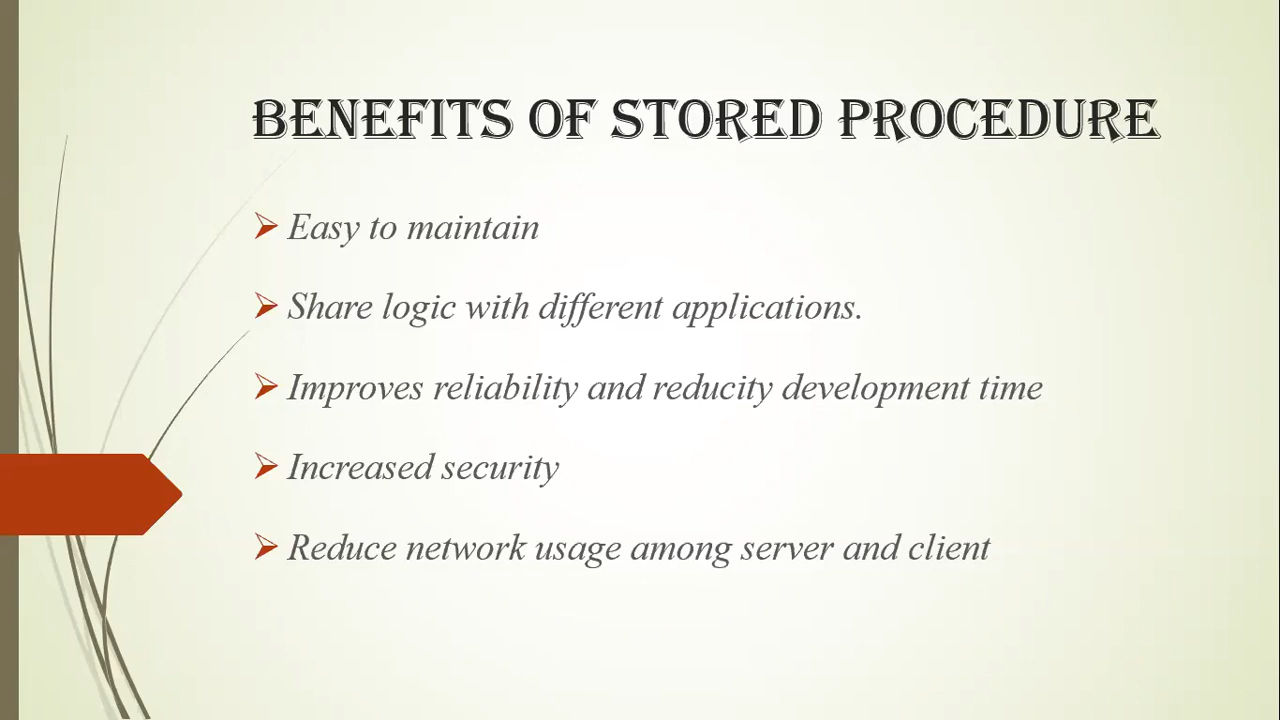 BENEFITS OF STORED PROCEDURE
Easy to maintain
Share logic with different applications.
Improves reliability and reducity development time
Increased security
Reduce network usage among server and client